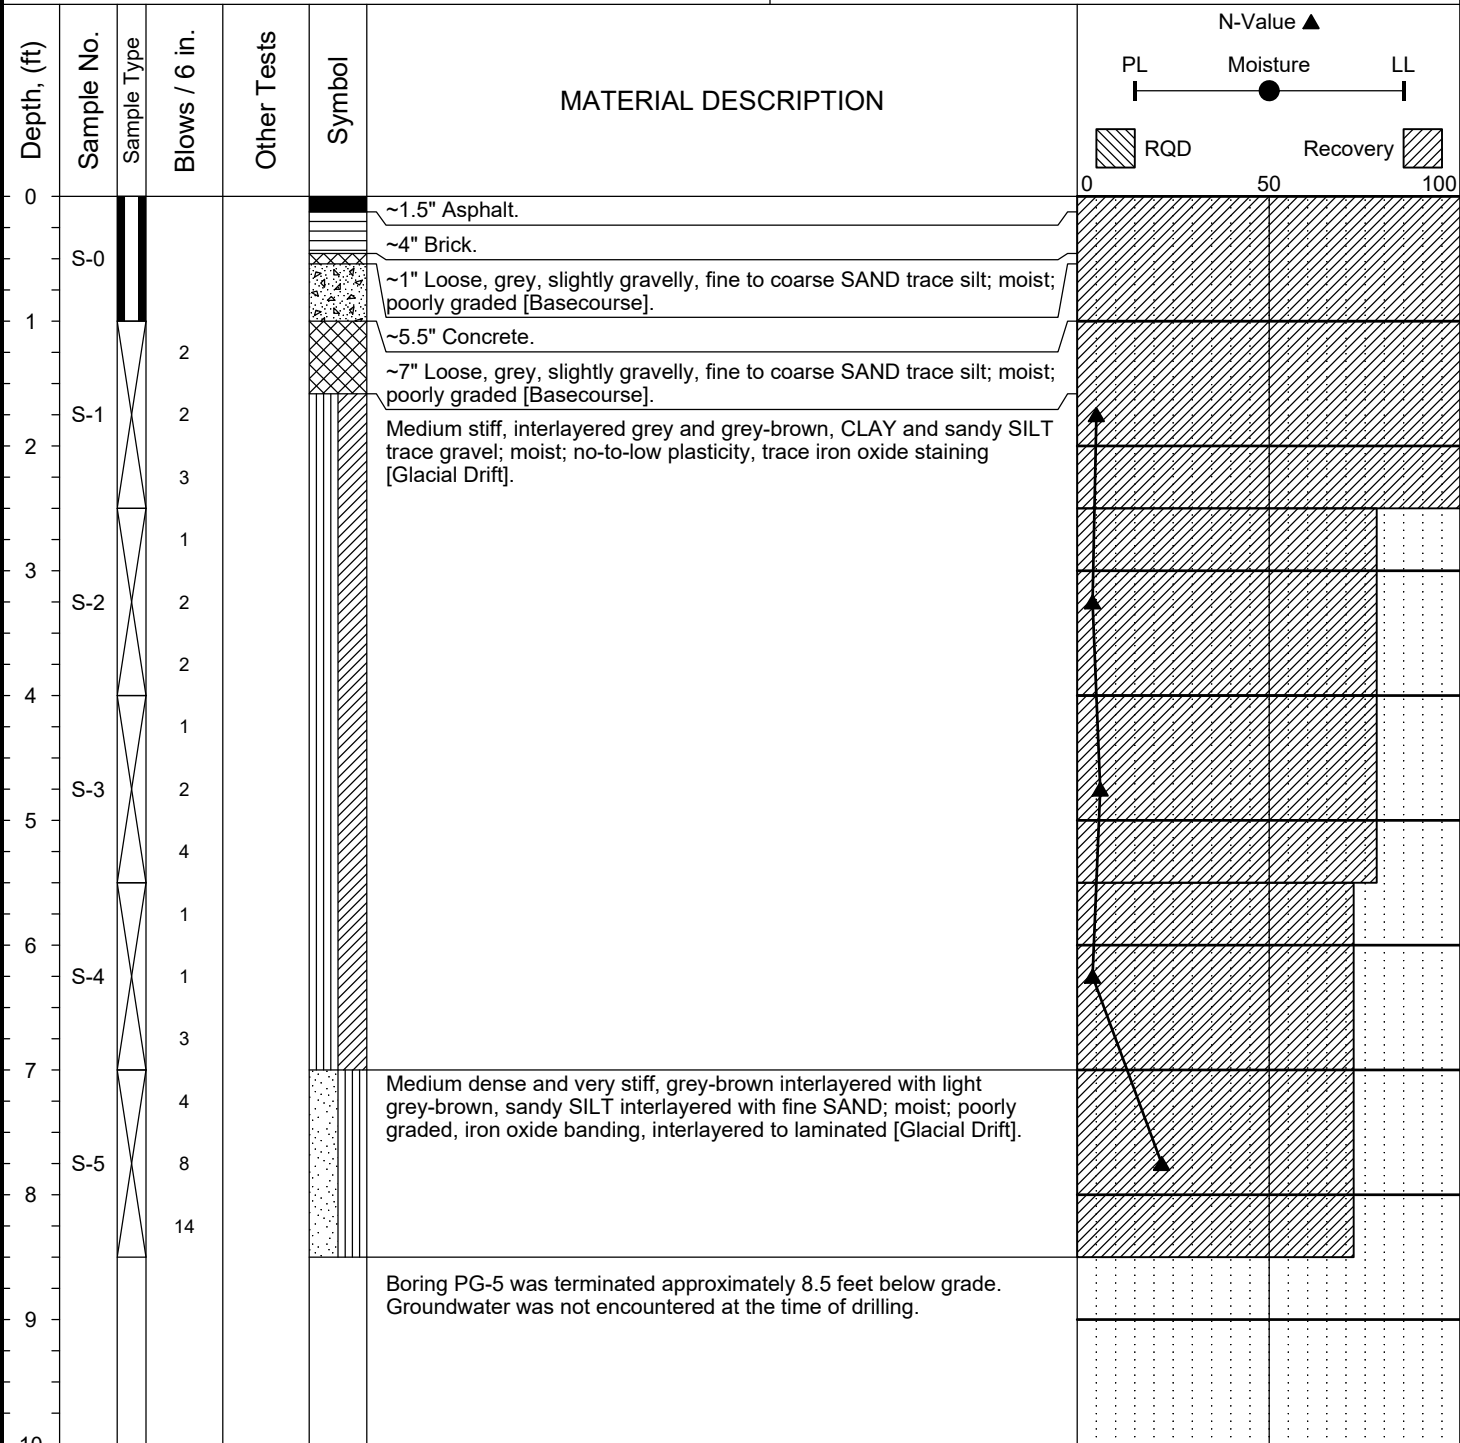 Depth, (ft)
Sample No.
Sample Type
Blows / 6 in.
Other Tests
Symbol
MATERIAL DESCRIPTION
N-Value ▲
PL Moisture LL
RQD Recovery
0 50 100
0
~1.5" Asphalt.
~4" Brick.
S-0
~1" Loose, grey, slightly gravelly, fine to coarse SAND trace silt; moist;
poorly graded [Basecourse].
1
~5.5" Concrete.
2
~7" Loose, grey, slightly gravelly, fine to coarse SAND trace silt; moist;
poorly graded [Basecourse].
S-1 2
Medium stiff, interlayered grey and grey-brown, CLAY and sandy SILT
2
trace gravel; moist; no-to-low plasticity, trace iron oxide staining
3
[Glacial Drift].
1
3
S-2 2
2
4
1
S-3 2
5
4
1
6
S-4 1
3
7
Medium dense and very stiff, grey-brown interlayered with light
4
grey-brown, sandy SILT interlayered with fine SAND; moist; poorly
graded, iron oxide banding, interlayered to laminated [Glacial Drift].
S-5 8
8
14
Boring PG-5 was terminated approximately 8.5 feet below grade.
Groundwater was not encountered at the time of drilling.
9
10